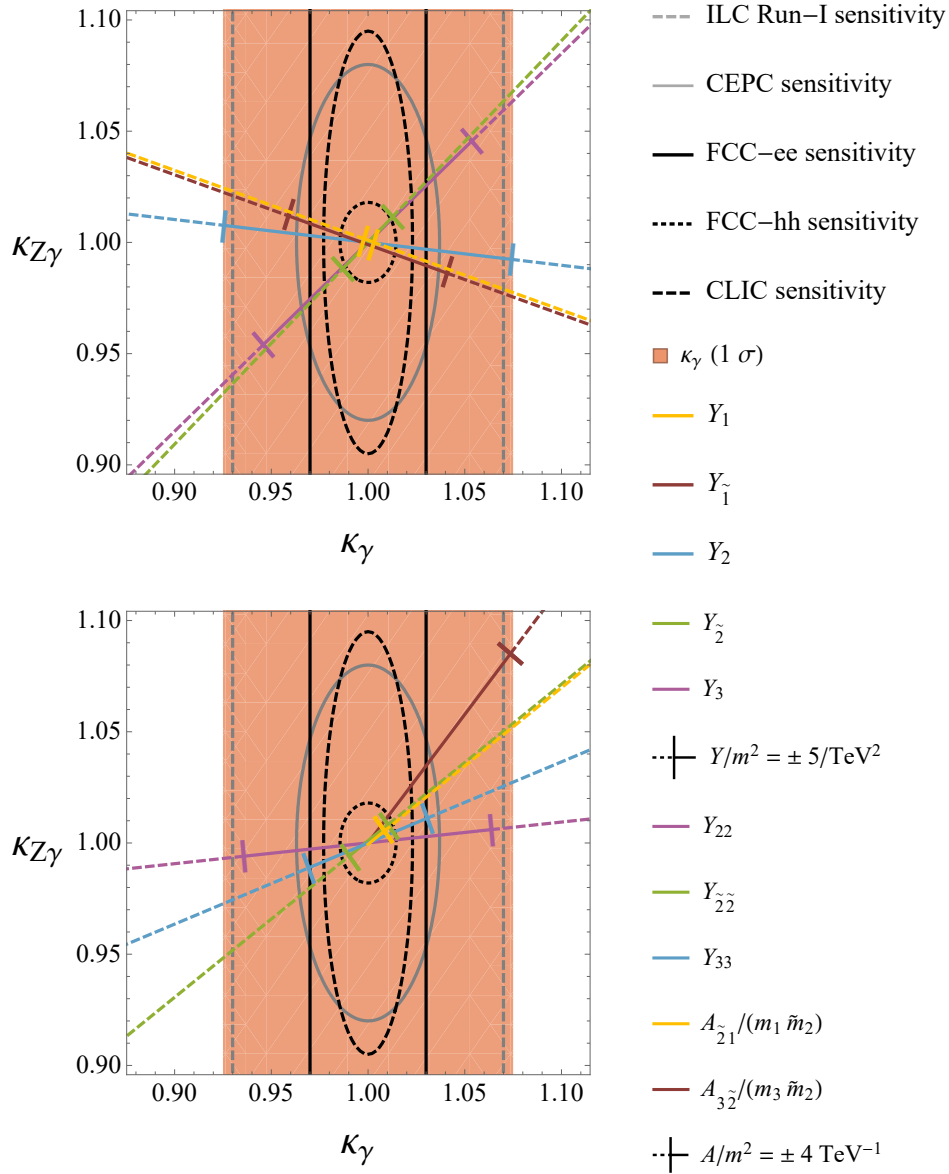 1.10
1.05
1.00
0.95
0.90
κZγ
0.90 0.95 1.00 1.05 1.10
κγ
1.10
1.05
1.00
0.95
0.90
κZγ
0.90 0.95 1.00 1.05 1.10
κγ
ILC Run−I sensitivity
CEPC sensitivity
FCC−ee sensitivity
FCC−hh sensitivity
CLIC sensitivity
κγ (1 σ)
Y1
Y1̃
Y2
Y2̃
Y3
Y/m² = ± 5/TeV²
Y22
Y2̃2̃
Y33
A2̃1/(m1 m̃2)
A32̃/(m3 m̃2)
A/m² = ± 4 TeV⁻¹